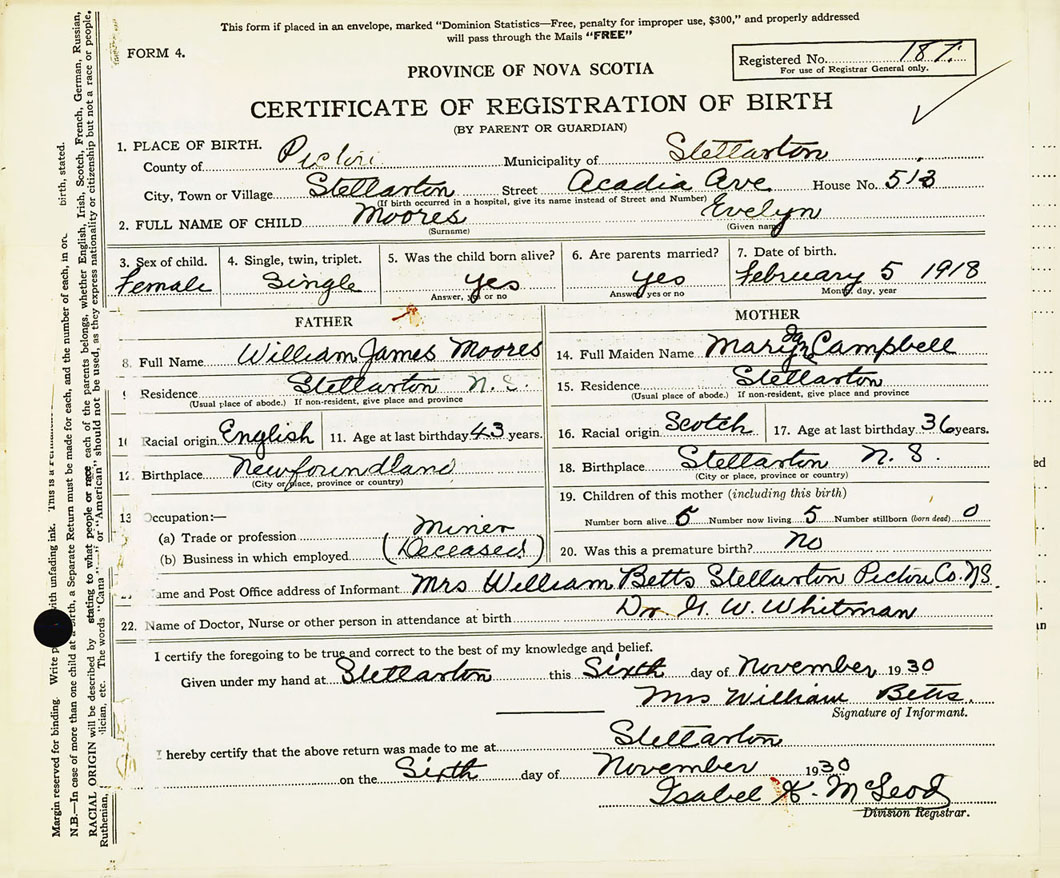 This form if placed in an envelope, marked "Dominion Statistics—Free, penalty for improper use, $300," and properly addressed
will pass through the Mails "FREE"
FORM 4.
Registered No. 187.
For use of Registrar General only.
PROVINCE OF NOVA SCOTIA
CERTIFICATE OF REGISTRATION OF BIRTH
(BY PARENT OR GUARDIAN)
1. PLACE OF BIRTH.
County of Pictou Municipality of Stellarton
City, Town or Village Stellarton Street Acadia Ave House No. 513
(If birth occurred in a hospital, give its name instead of Street and Number)
2. FULL NAME OF CHILD Moores Evelyn
(Surname) (Given name)
3. Sex of child. Female
4. Single, twin, triplet. Single
5. Was the child born alive? yes
Answer, yes or no
6. Are parents married? yes
Answer, yes or no
7. Date of birth. February 5 1918
Month, day, year
FATHER
8. Full Name William James Moores
Residence Stellarton N.S.
(Usual place of abode.) If non-resident, give place and province
10 Racial origin English 11. Age at last birthday 43 years.
12 Birthplace Newfoundland
(City or place, province or country)
13 Occupation:—
(a) Trade or profession Miner
(b) Business in which employed (Deceased)
MOTHER
14. Full Maiden Name Mary Campbell
15. Residence Stellarton
(Usual place of abode.) If non-resident, give place and province
16. Racial origin Scotch 17. Age at last birthday 36 years.
18. Birthplace Stellarton N.S.
(City or place, province or country)
19. Children of this mother (including this birth)
Number born alive 5 Number now living 5 Number stillborn (born dead) 0
20. Was this a premature birth? no
Name and Post Office address of Informant Mrs William Betts Stellarton Pictou Co. N.S.
22. Name of Doctor, Nurse or other person in attendance at birth Dr. G. W. Whitman
I certify the foregoing to be true and correct to the best of my knowledge and belief.
Given under my hand at Stellarton this Sixth day of November 1930
Mrs William Betts.
Signature of Informant.
I hereby certify that the above return was made to me at Stellarton
on the Sixth day of November 1930
Isabel McLeod
Division Registrar.
Margin reserved for binding. Write with unfading ink. This is a
N.B.—In case of more than one child at a birth, a Separate Return must be made for each, and the number of each, in birth, stated.
RACIAL ORIGIN will be described by stating to what people or race each of the parents belongs, whether English, Irish, Scotch, French, German, Russian,
Ruthenian, etc. The words or "American" should not be used, as they express nationality or citizenship but not a race or people.